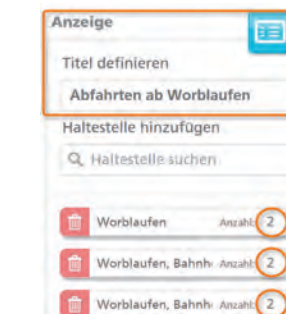 Anzeige
Titel definieren
Abfahrten ab Worblaufen
Haltestelle hinzufügen
Haltestelle suchen
Worblaufen Anzahl: 2
Worblaufen, Bahnh Anzahl: 2
Worblaufen, Bahnh Anzahl: 2